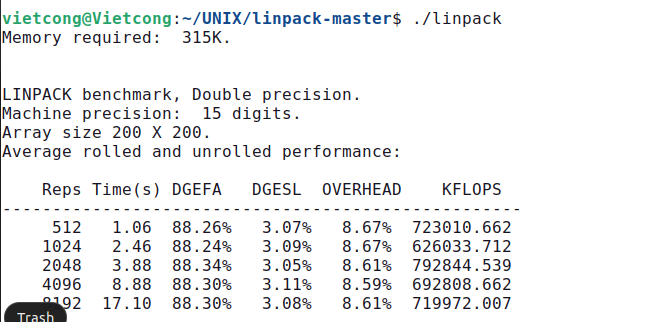 vietcong@Vietcong:~/UNIX/linpack-master$ ./linpack
Memory required:  315K.
LINPACK benchmark, Double precision.
Machine precision:  15 digits.
Array size 200 X 200.
Average rolled and unrolled performance:
    Reps Time(s) DGEFA   DGESL  OVERHEAD    KFLOPS
----------------------------------------------------
     512   1.06  88.26%   3.07%   8.67%  723010.662
    1024   2.46  88.24%   3.09%   8.67%  626033.712
    2048   3.88  88.34%   3.05%   8.61%  792844.539
    4096   8.88  88.30%   3.11%   8.59%  692808.662
    8192  17.10  88.30%   3.08%   8.61%  719972.007
Trash